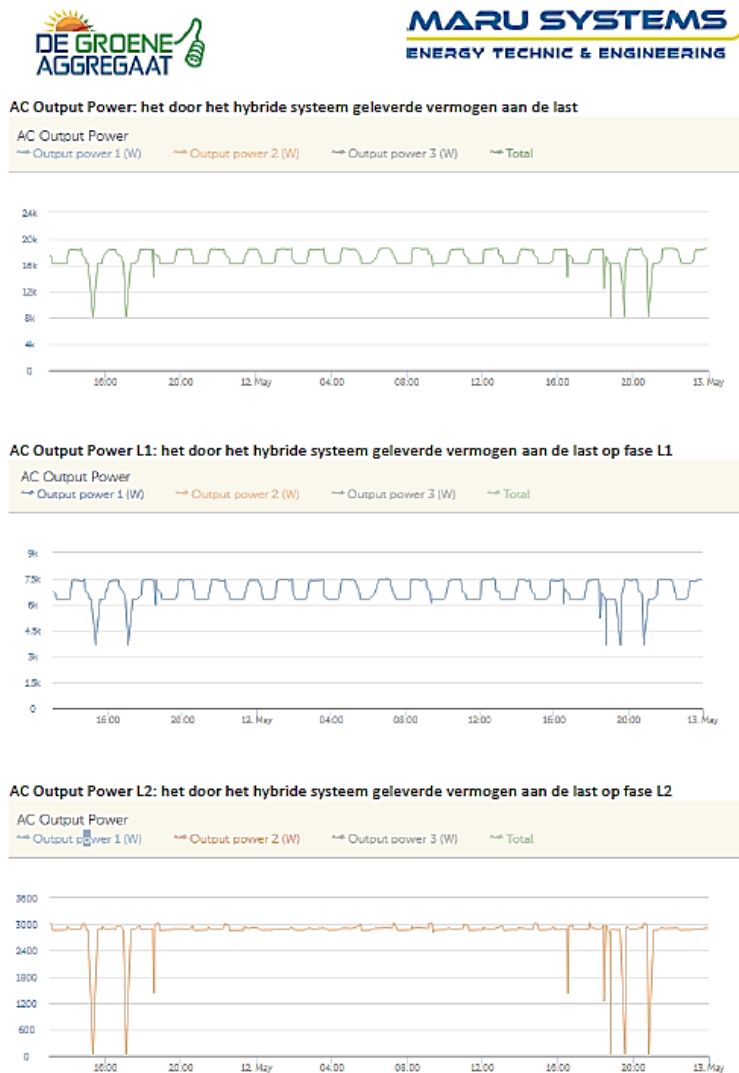 DE GROENE
AGGREGAAT
MARU SYSTEMS
ENERGY TECHNIC & ENGINEERING
AC Output Power: het door het hybride systeem geleverde vermogen aan de last
AC Output Power
Output power 1 (W) Output power 2 (W) Output power 3 (W) Total
24k
20k
16k
12k
8k
4k
0
16:00 20:00 12. May 04:00 08:00 12:00 16:00 20:00 13. May
AC Output Power L1: het door het hybride systeem geleverde vermogen aan de last op fase L1
AC Output Power
Output power 1 (W) Output power 2 (W) Output power 3 (W) Total
9k
7.5k
6k
4.5k
3k
1.5k
0
16:00 20:00 12. May 04:00 08:00 12:00 16:00 20:00 13. May
AC Output Power L2: het door het hybride systeem geleverde vermogen aan de last op fase L2
AC Output Power
Output power 1 (W) Output power 2 (W) Output power 3 (W) Total
3600
3000
2400
1800
1200
600
0
16:00 20:00 12. May 04:00 08:00 12:00 16:00 20:00 13. May